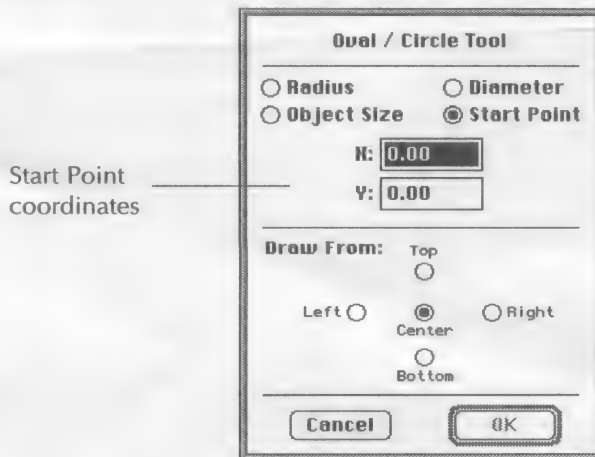 Oval / Circle Tool
Radius Diameter
Object Size Start Point
X: 0.00
Start Point
coordinates
Y: 0.00
Draw From: Top
Left Right
Center
Bottom
Cancel OK